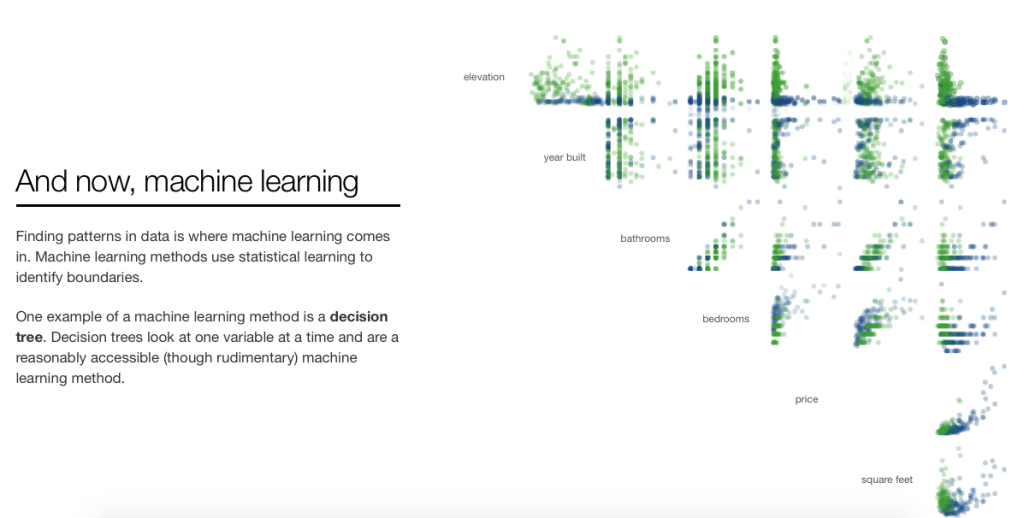 And now, machine learning
Finding patterns in data is where machine learning comes
in. Machine learning methods use statistical learning to
identify boundaries.
One example of a machine learning method is a decision
tree. Decision trees look at one variable at a time and are a
reasonably accessible (though rudimentary) machine
learning method.
elevation
year built
bathrooms
bedrooms
price
square feet